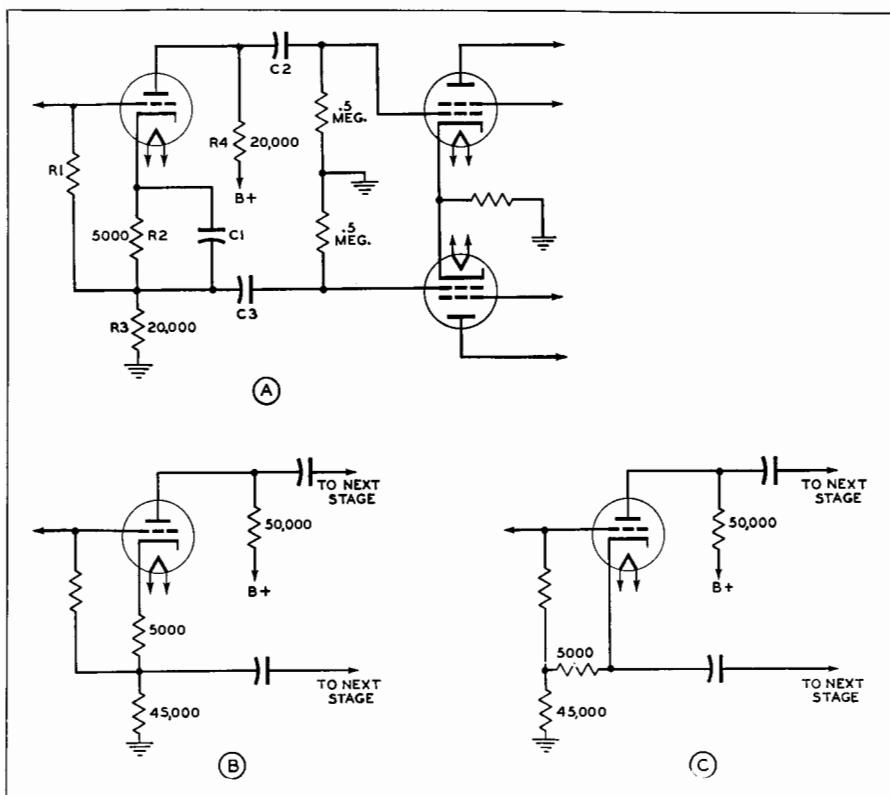 C2
R1
R4
20,000
B+
.5
MEG.
5000
R2
C1
.5
MEG.
R3
20,000
C3
A
TO NEXT
STAGE
50,000
B+
5000
TO NEXT
STAGE
45,000
B
TO NEXT
STAGE
50,000
B+
5000
TO NEXT
STAGE
45,000
C